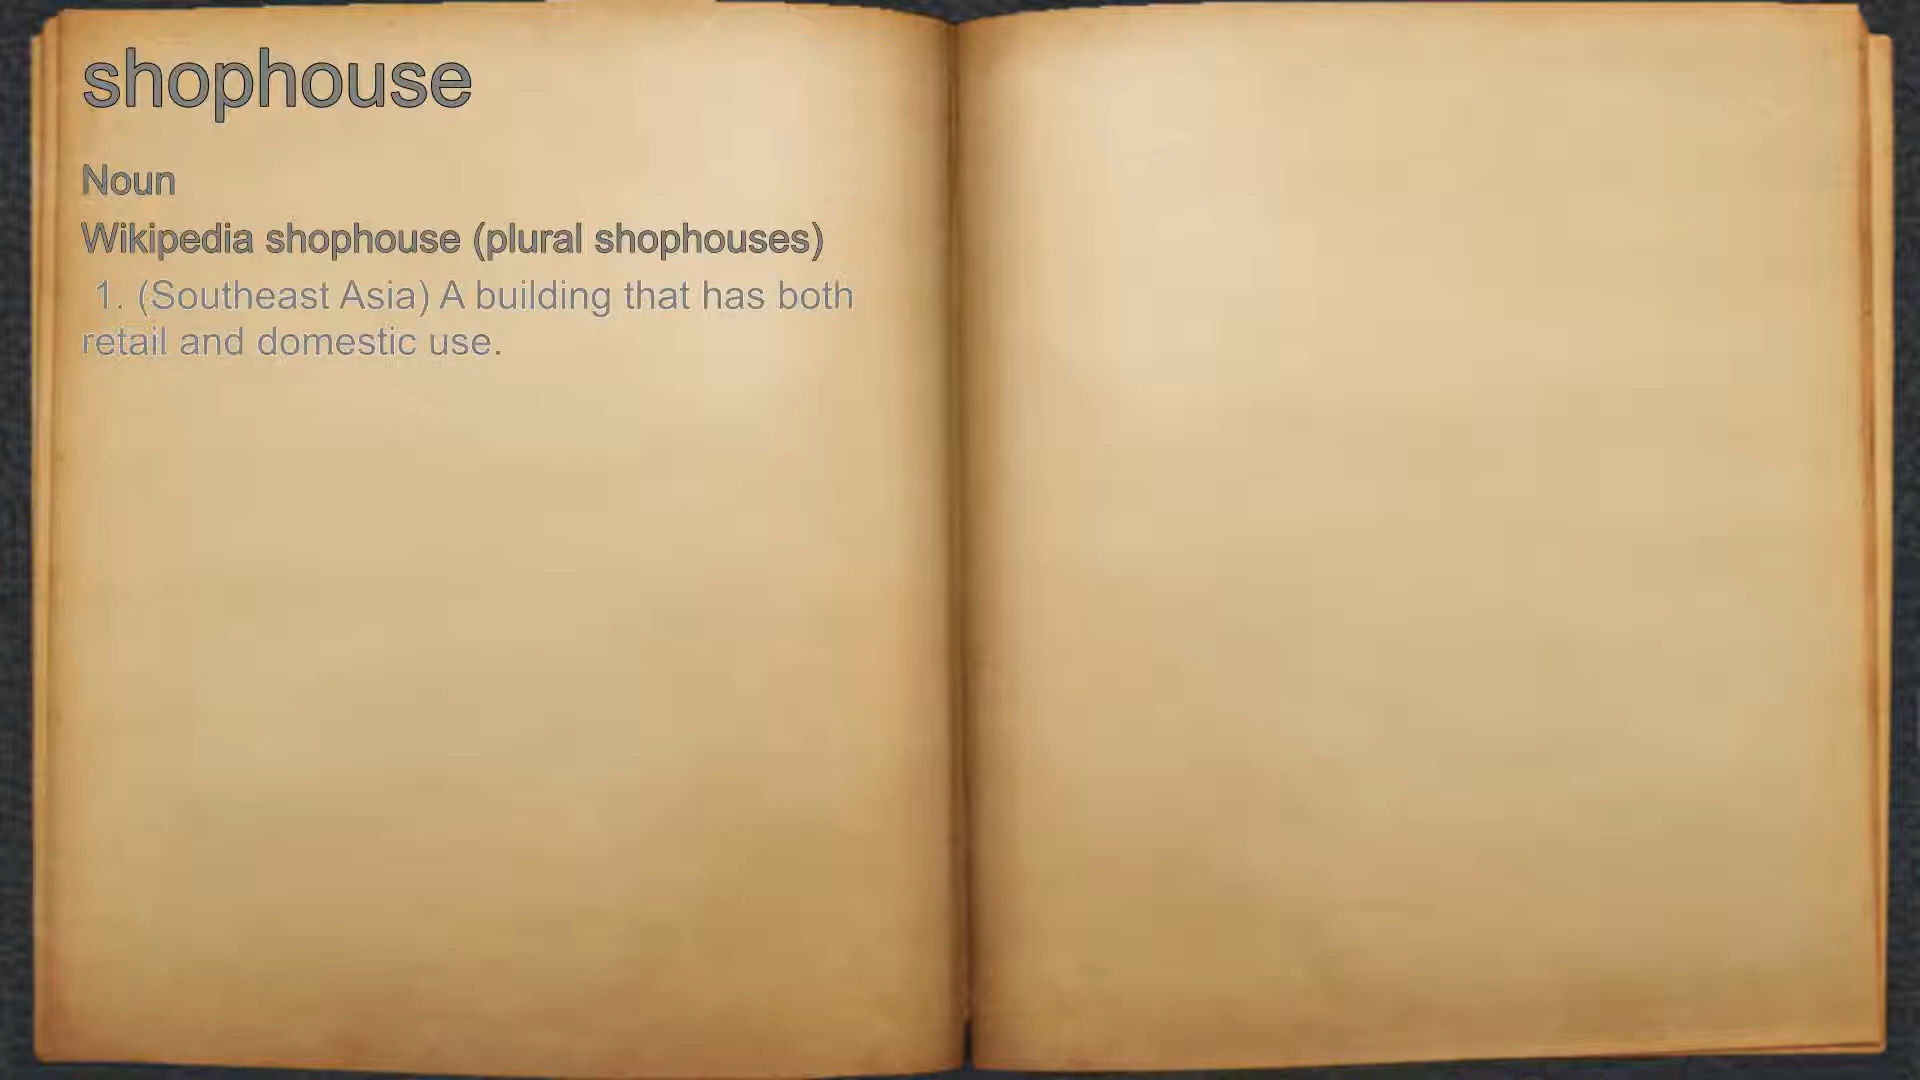 shophouse
Noun
Wikipedia shophouse (plural shophouses)
1. (Southeast Asia) A building that has both
retail and domestic use.